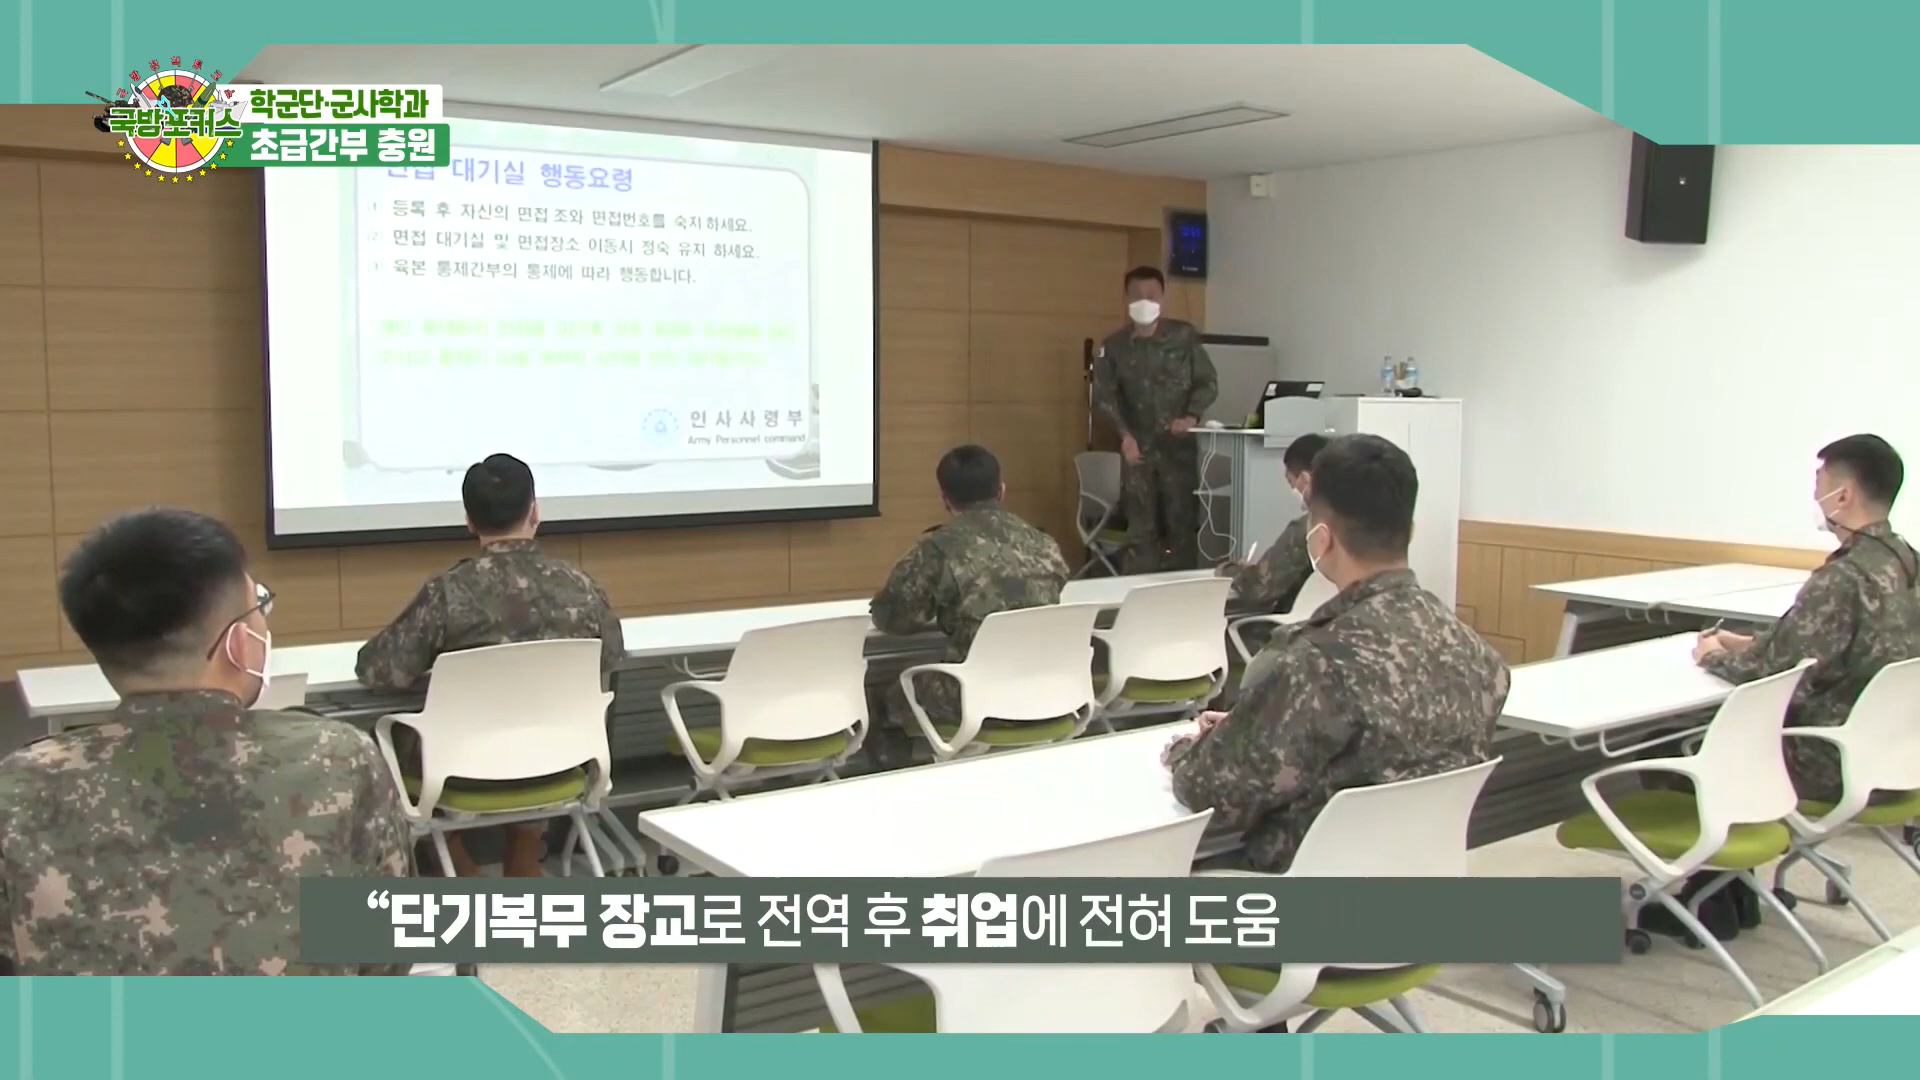 국방포커스
학군단·군사학과
초급간부 충원
면접 대기실 행동요령
등록 후 자신의 면접 조와 면접번호를 숙지하세요.
면접 대기실 및 면접장소 이동시 정숙 유지 하세요.
육본 통제간부의 통제에 따라 행동합니다.
인사사령부
Army Personnel command
“단기복무 장교로 전역 후 취업에 전혀 도움